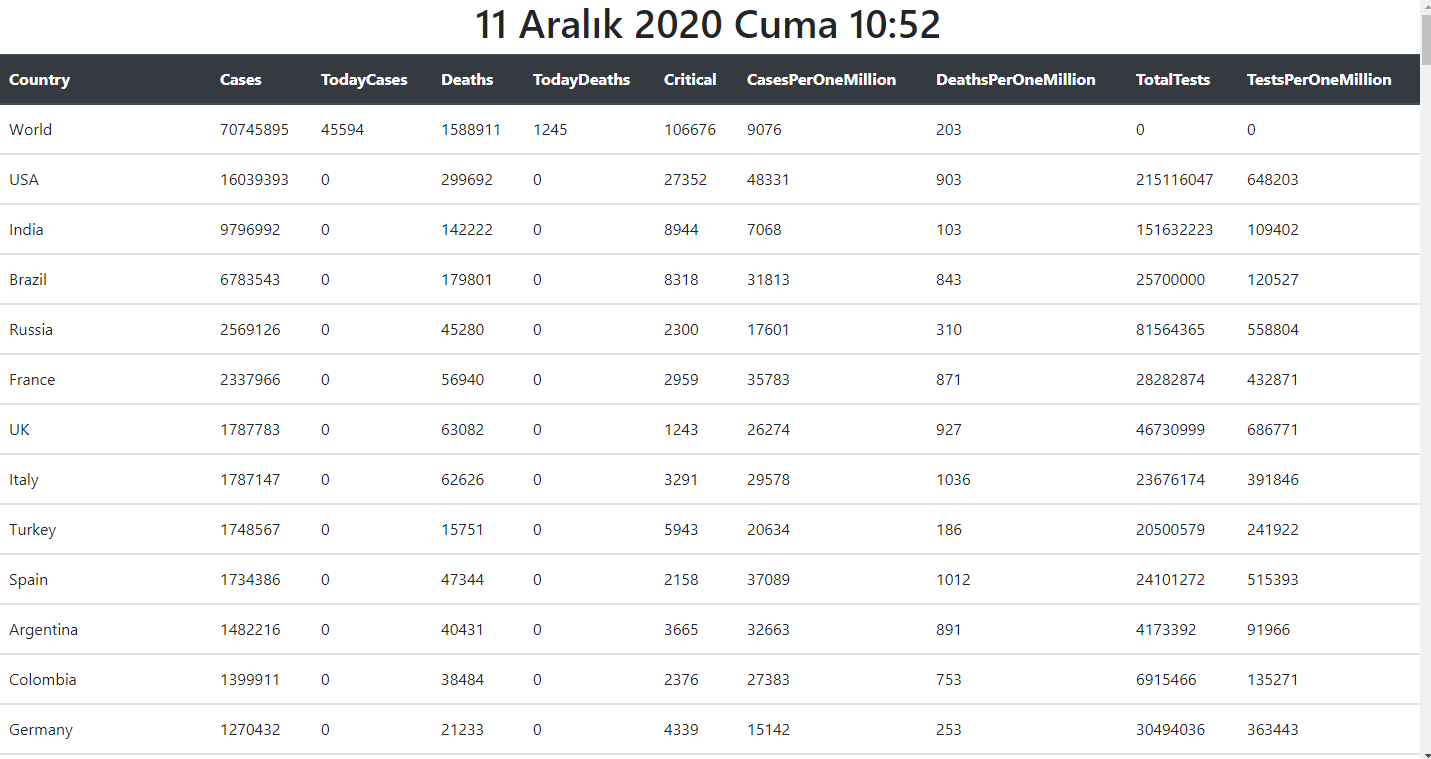 11 Aralık 2020 Cuma 10:52
Country Cases TodayCases Deaths TodayDeaths Critical CasesPerOneMillion DeathsPerOneMillion TotalTests TestsPerOneMillion
World 70745895 45594 1588911 1245 106676 9076 203 0 0
USA 16039393 0 299692 0 27352 48331 903 215116047 648203
India 9796992 0 142222 0 8944 7068 103 151632223 109402
Brazil 6783543 0 179801 0 8318 31813 843 25700000 120527
Russia 2569126 0 45280 0 2300 17601 310 81564365 558804
France 2337966 0 56940 0 2959 35783 871 28282874 432871
UK 1787783 0 63082 0 1243 26274 927 46730999 686771
Italy 1787147 0 62626 0 3291 29578 1036 23676174 391846
Turkey 1748567 0 15751 0 5943 20634 186 20500579 241922
Spain 1734386 0 47344 0 2158 37089 1012 24101272 515393
Argentina 1482216 0 40431 0 3665 32663 891 4173392 91966
Colombia 1399911 0 38484 0 2376 27383 753 6915466 135271
Germany 1270432 0 21233 0 4339 15142 253 30494036 363443